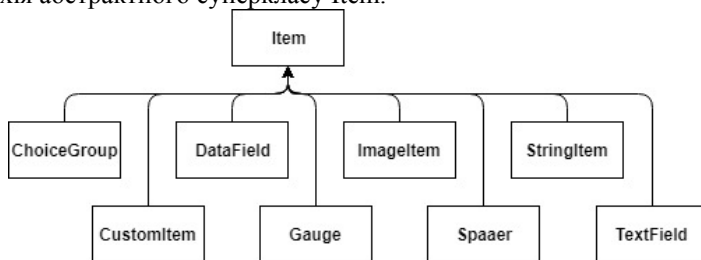 абстрактного суперкласу Item.
Item
ChoiceGroup
DataField
ImageItem
StringItem
CustomItem
Gauge
Spaaer
TextField